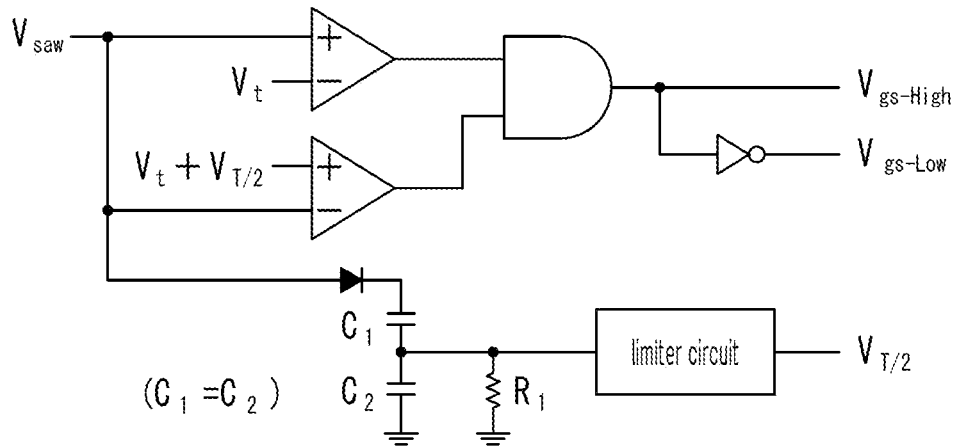 V saw
V t
V gs-High
V t + V T/2
V gs-Low
C 1
limiter circuit
V T/2
(C 1 = C 2)
C 2
R 1